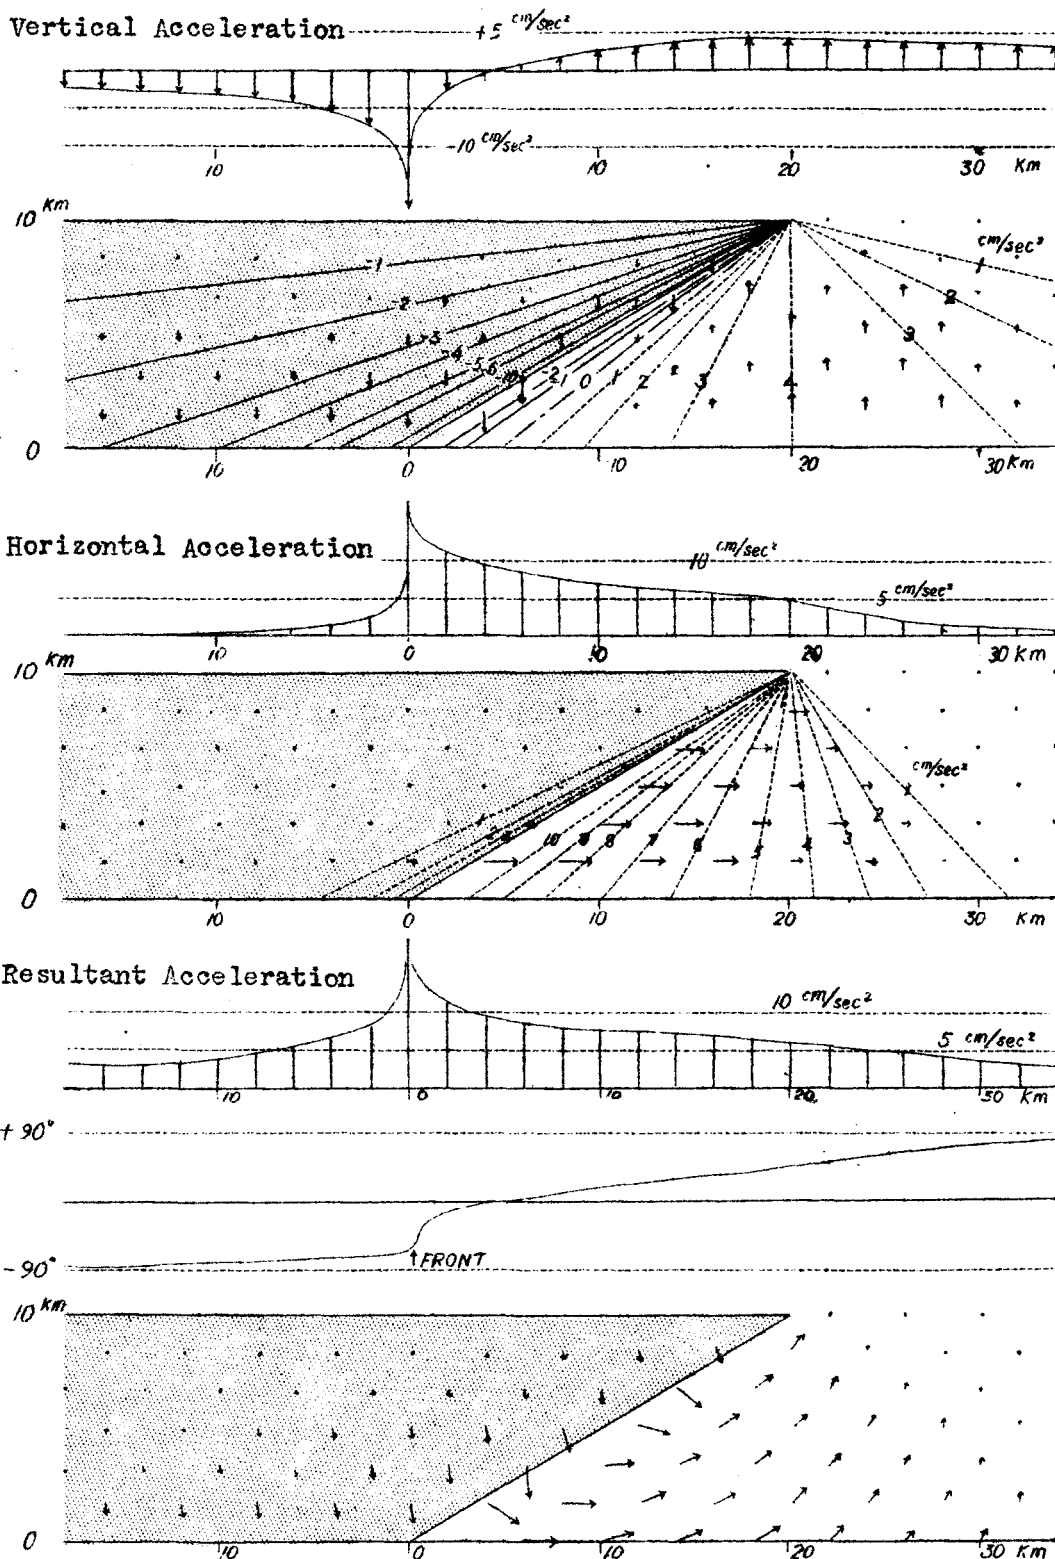 Vertical Acceleration +5 cm/sec²
-10 cm/sec²
10 10 20 30 Km
10 Km
cm/sec²
-1 1
-2 2
-3 3
-4
-5 -6 -10 -2 -1 0 1 2 3 4
0
10 0 10 20 30 Km
Horizontal Acceleration 10 cm/sec²
5 cm/sec²
10 0 10 20 30 Km
10 Km
cm/sec²
1
10 9 8 7 6 5 4 3 2
0
10 0 10 20 30 Km
Resultant Acceleration
10 cm/sec²
5 cm/sec²
10 0 10 20 30 Km
+90°
-90° ↑FRONT
10 Km
0
10 0 10 20 30 Km